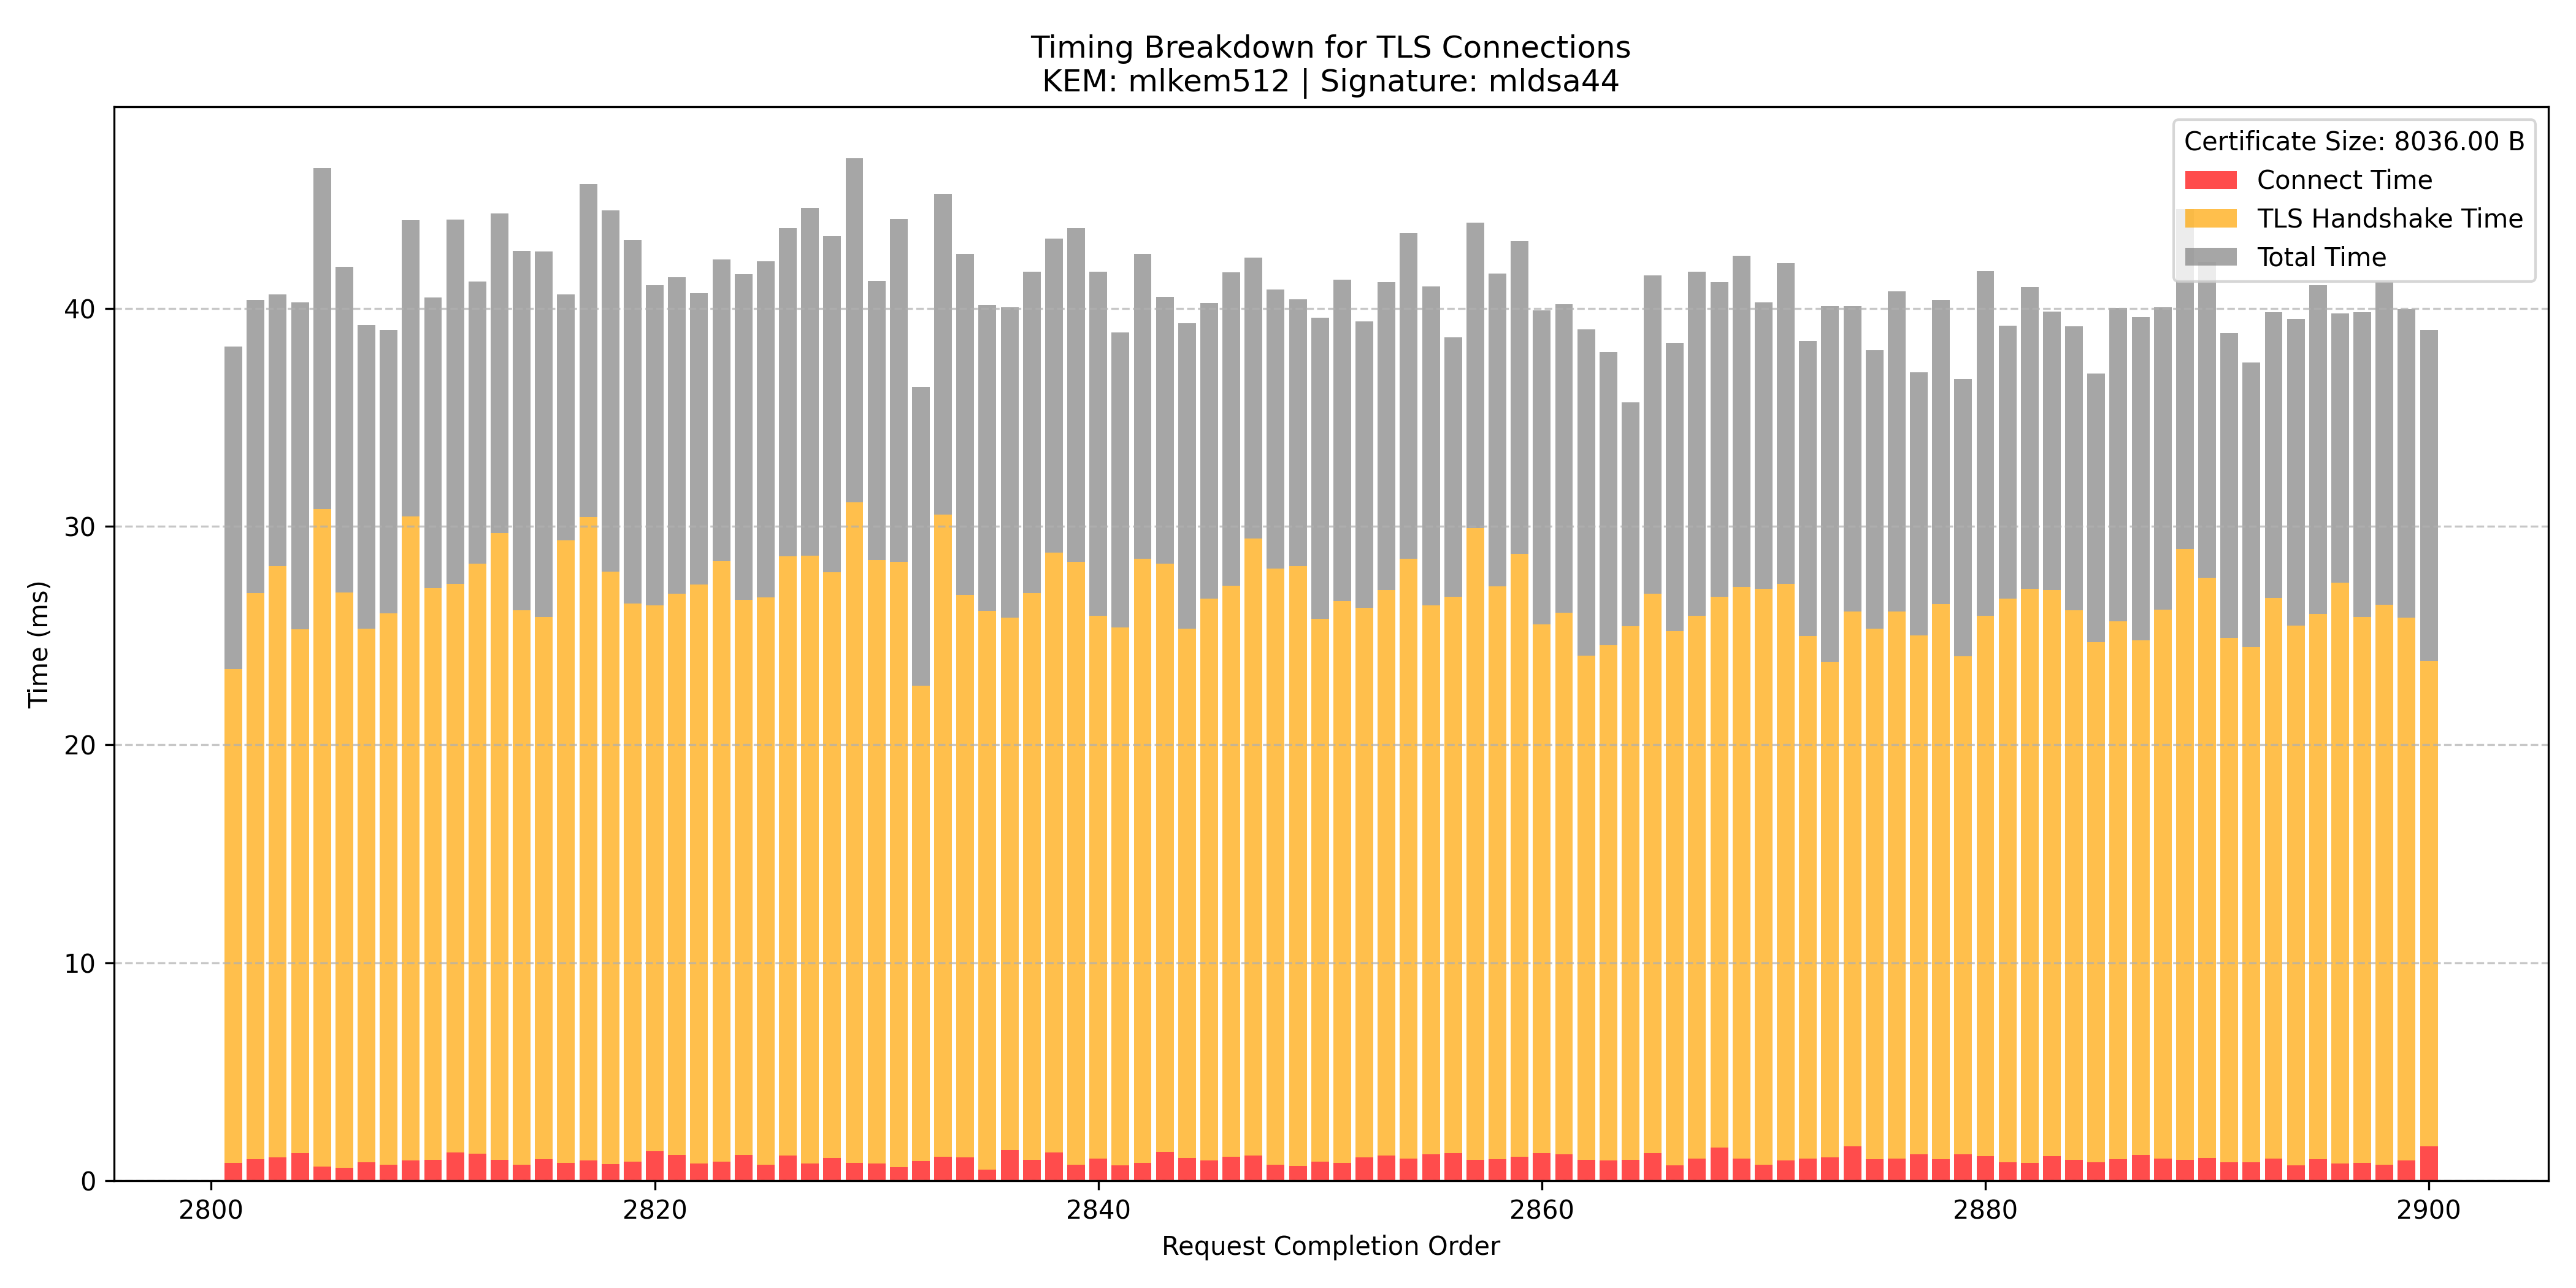 Timing Breakdown for TLS Connections
KEM: mlkem512 | Signature: mldsa44
Certificate Size: 8036.00 B
Connect Time
TLS Handshake Time
Total Time
Time (ms)
40
30
20
10
0
2800 2820 2840 2860 2880 2900
Request Completion Order